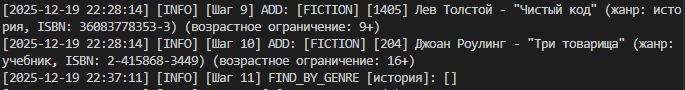 [2025-12-19 22:28:14] [INFO] [Шаг 9] ADD: [FICTION] [1405] Лев Толстой - "Чистый код" (жанр: исто
рия, ISBN: 36083778353-3) (возрастное ограничение: 9+)
[2025-12-19 22:28:14] [INFO] [Шаг 10] ADD: [FICTION] [204] Джоан Роулинг - "Три товарища" (жанр:
учебник, ISBN: 2-415868-3449) (возрастное ограничение: 16+)
[2025-12-19 22:37:11] [INFO] [Шаг 11] FIND_BY_GENRE [история]: []